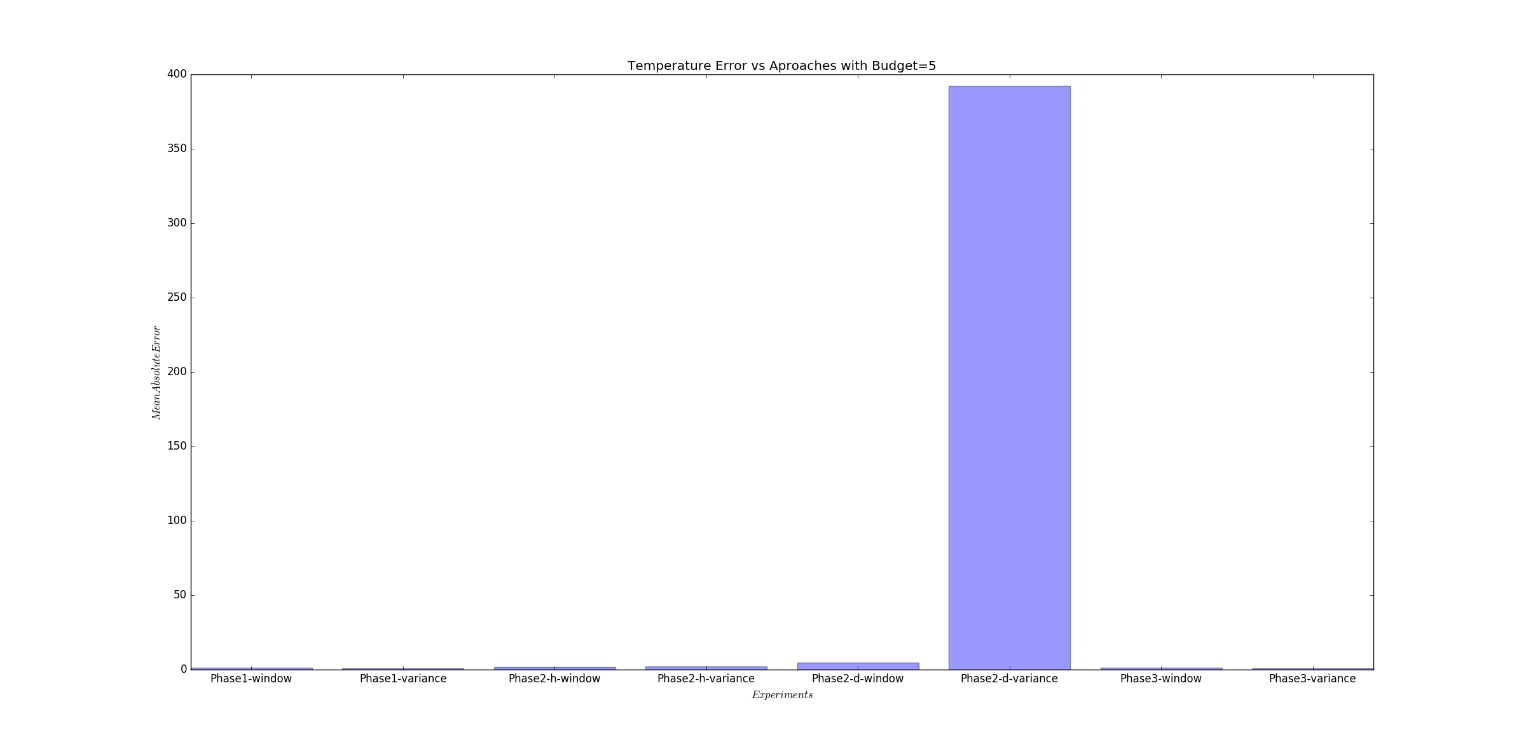 Temperature Error vs Aproaches with Budget=5
400
350
300
250
200
150
100
50
0
MeanAbsoluteError
Phase1-window Phase1-variance Phase2-h-window Phase2-h-variance Phase2-d-window Phase2-d-variance Phase3-window Phase3-variance
Experiments